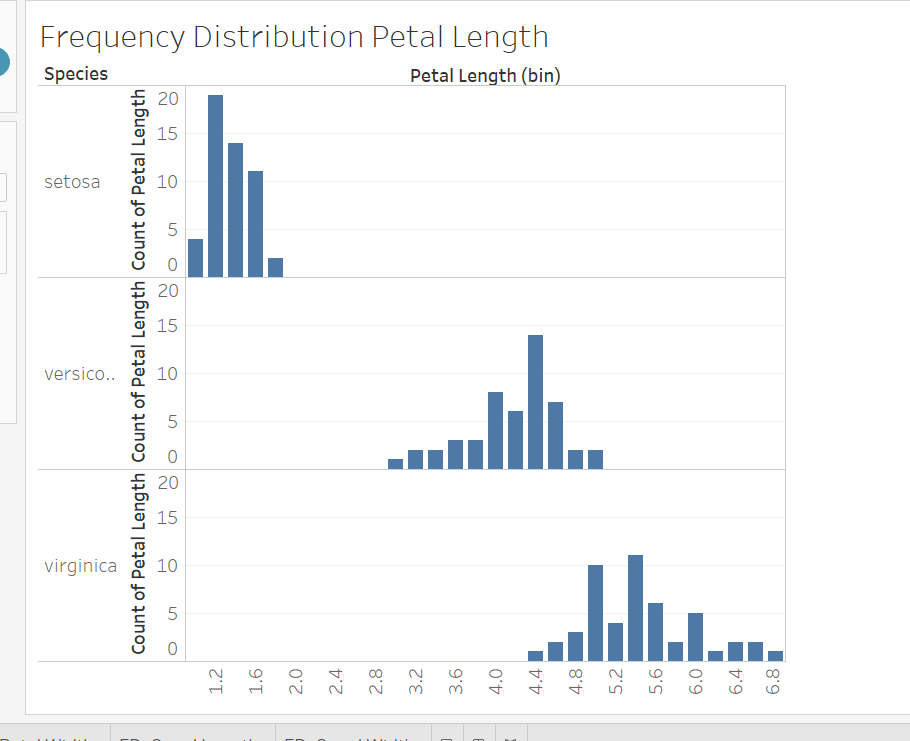 Frequency Distribution Petal Length
Species
Petal Length (bin)
setosa
Count of Petal Length
20
15
10
5
0
versico..
Count of Petal Length
20
15
10
5
0
virginica
Count of Petal Length
20
15
10
5
0
1.2 1.6 2.0 2.4 2.8 3.2 3.6 4.0 4.4 4.8 5.2 5.6 6.0 6.4 6.8